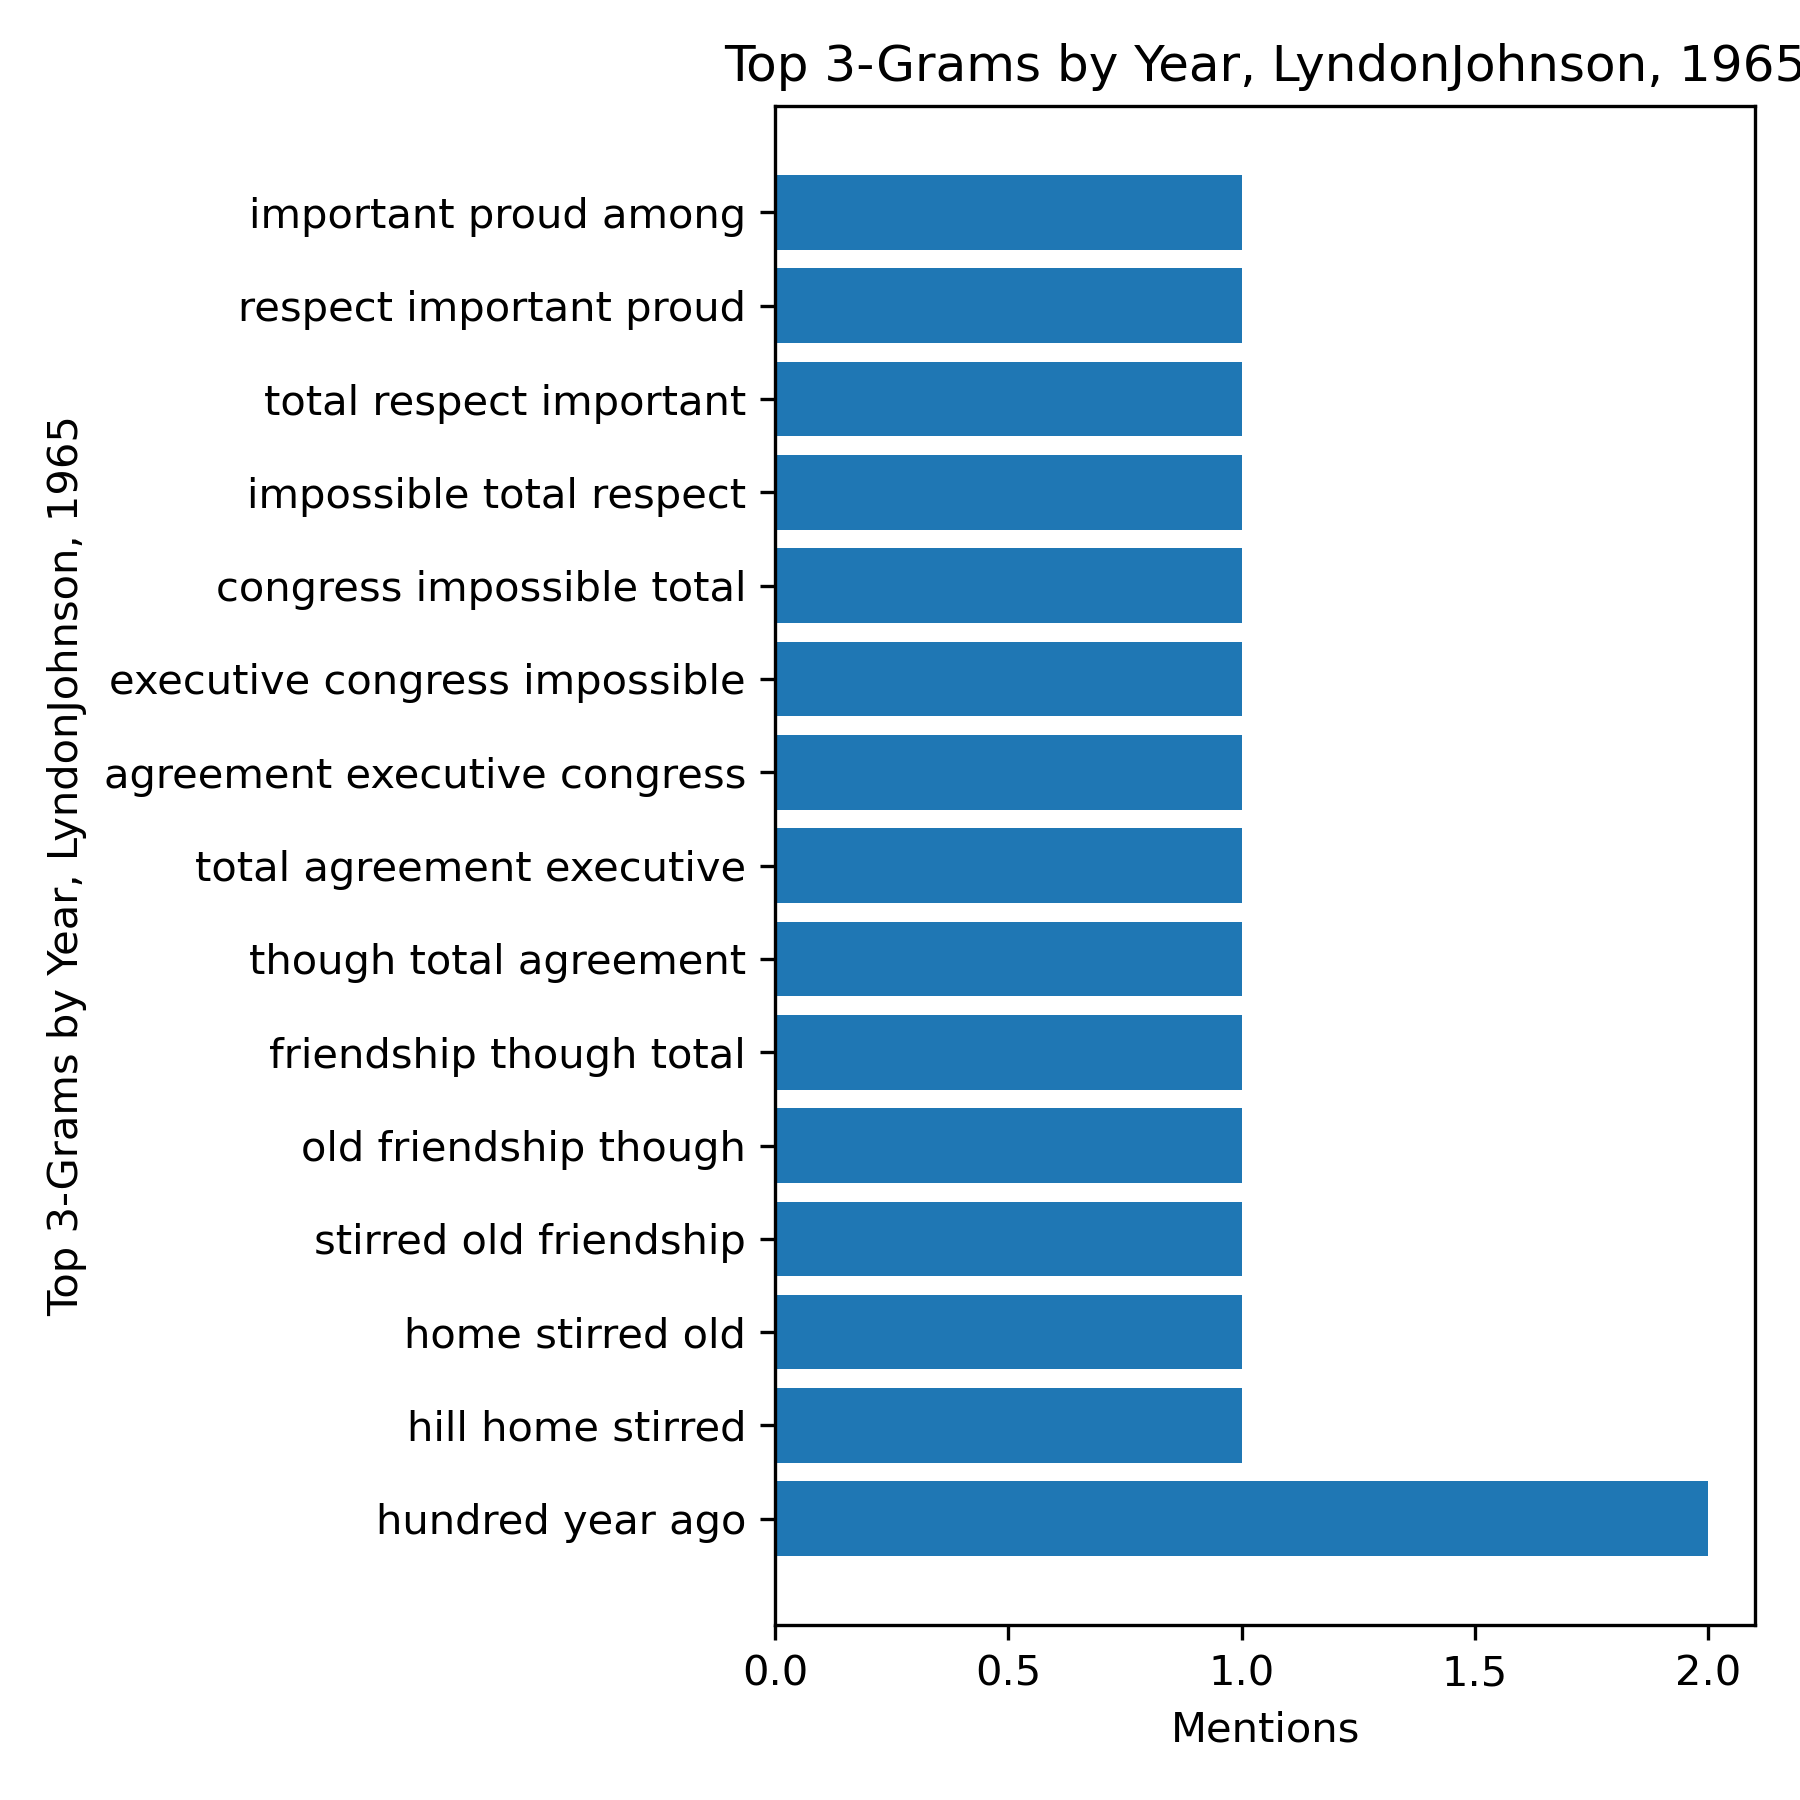 Top 3-Grams by Year, LyndonJohnson, 1965
Top 3-Grams by Year, LyndonJohnson, 1965
important proud among
respect important proud
total respect important
impossible total respect
congress impossible total
executive congress impossible
agreement executive congress
total agreement executive
though total agreement
friendship though total
old friendship though
stirred old friendship
home stirred old
hill home stirred
hundred year ago
0.0 0.5 1.0 1.5 2.0
Mentions